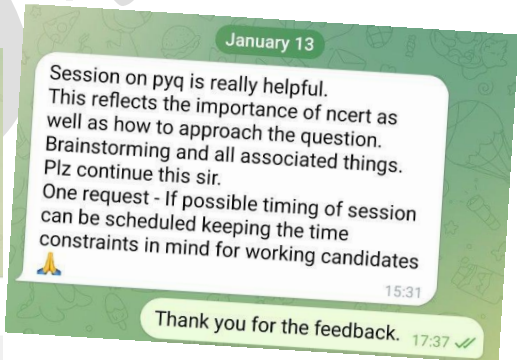 January 13
Session on pyq is really helpful.
This reflects the importance of ncert as
well as how to approach the question.
Brainstorming and all associated things.
Plz continue this sir.
One request - If possible timing of session
can be scheduled keeping the time
constraints in mind for working candidates
🙏
15:31
Thank you for the feedback. 17:37